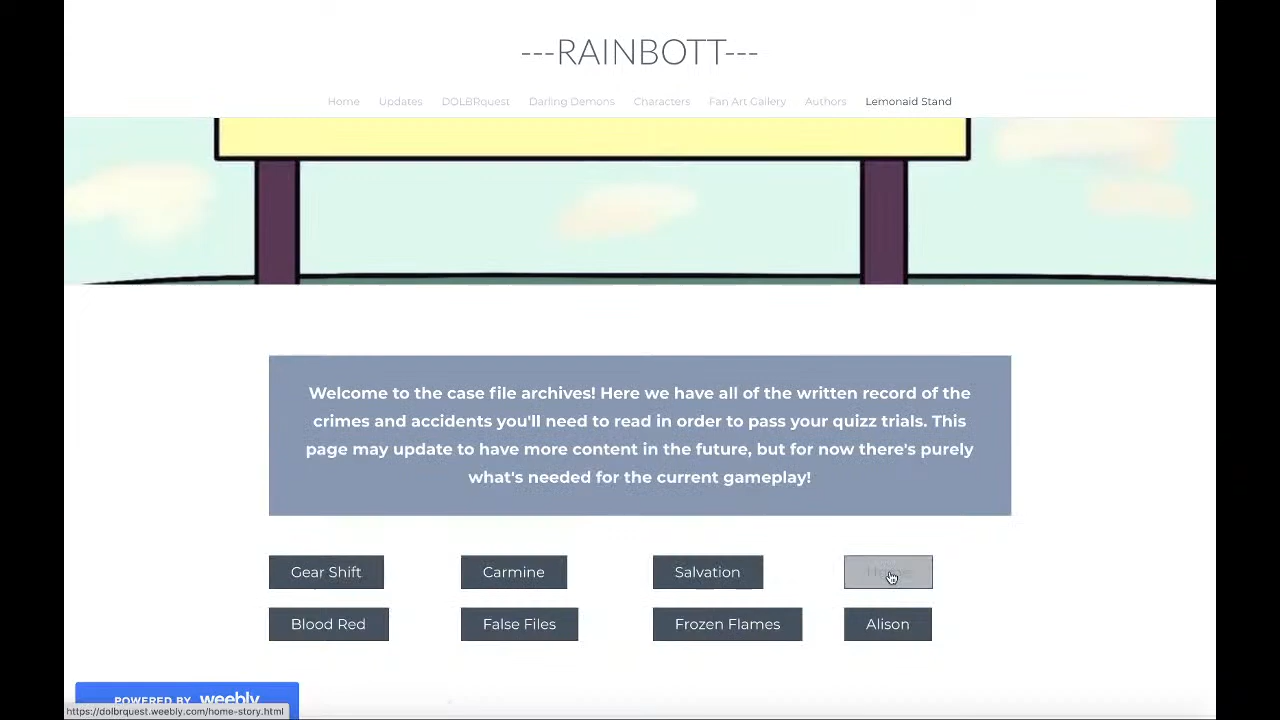 ---RAINBOTT---
Home Updates DOLBRquest Darling Demons Characters Fan Art Gallery Authors Lemonaid Stand
Welcome to the case file archives! Here we have all of the written record of the
crimes and accidents you'll need to read in order to pass your quizz trials. This
page may update to have more content in the future, but for now there's purely
what's needed for the current gameplay!
Gear Shift Carmine Salvation
Blood Red False Files Frozen Flames Alison
POWERED BY weebly
https://dolbrquest.weebly.com/home-story.html